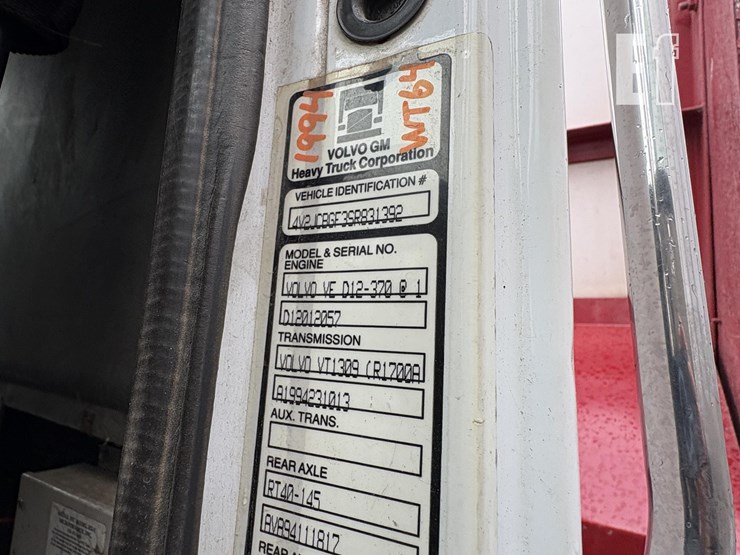 1994
WT64
VOLVO GM
Heavy Truck Corporation
VEHICLE IDENTIFICATION #
4V2JCBGF3SR831392
MODEL & SERIAL NO.
ENGINE
VOLVO VE D12-370 @ 1
D12012057
TRANSMISSION
VOLVO VT1309 (R1700A
A1994231013
AUX. TRANS.
REAR AXLE
RT40-145
AVA94111817
REAR